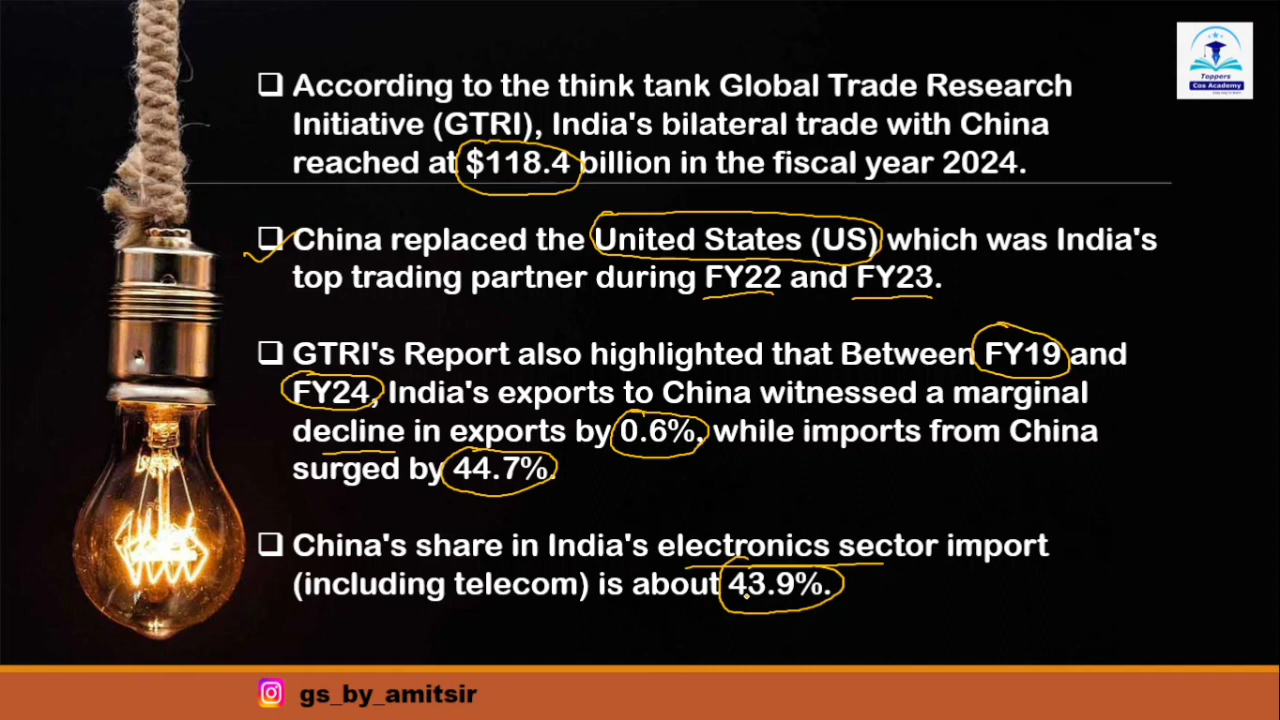 Toppers
Cos Academy
❑ According to the think tank Global Trade Research
Initiative (GTRI), India's bilateral trade with China
reached at $118.4 billion in the fiscal year 2024.
❑ China replaced the United States (US) which was India's
top trading partner during FY22 and FY23.
❑ GTRI's Report also highlighted that Between FY19 and
FY24, India's exports to China witnessed a marginal
decline in exports by 0.6%, while imports from China
surged by 44.7%.
❑ China's share in India's electronics sector import
(including telecom) is about 43.9%.
gs_by_amitsir